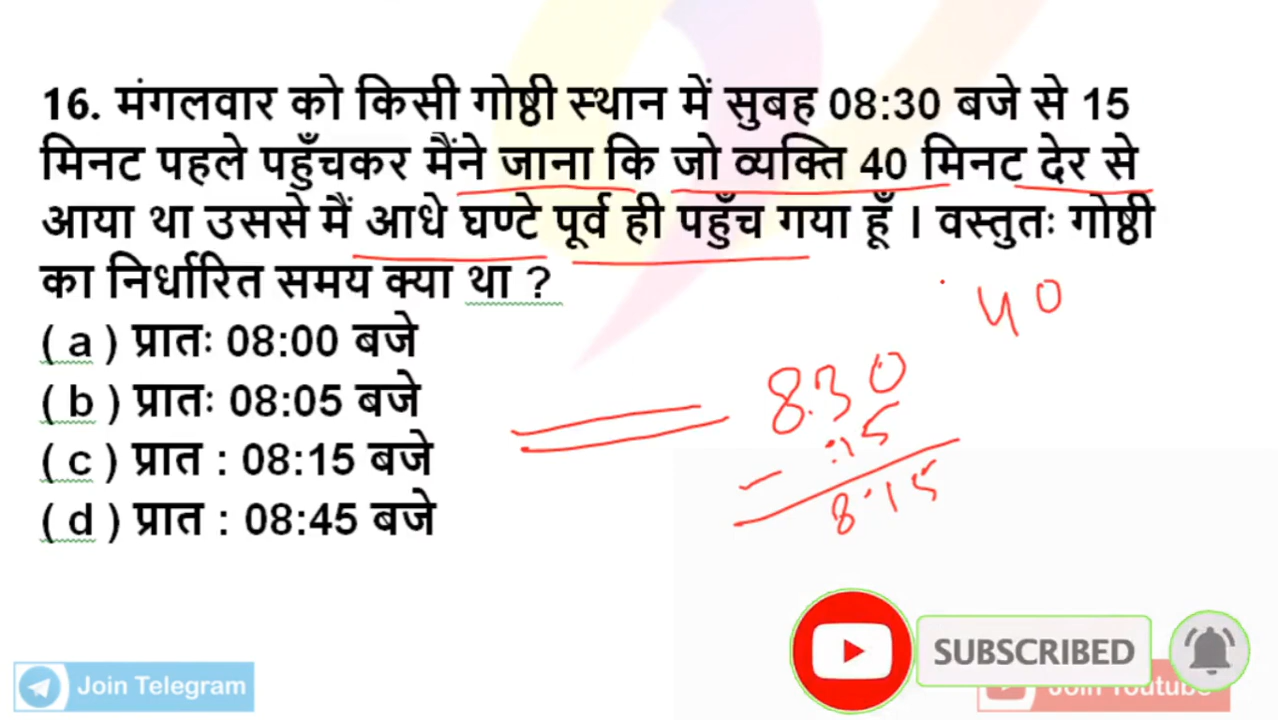 16. मंगलवार को किसी गोष्ठी स्थान में सुबह 08:30 बजे से 15
मिनट पहले पहुँचकर मैंने जाना कि जो व्यक्ति 40 मिनट देर से
आया था उससे मैं आधे घण्टे पूर्व ही पहुँच गया हूँ । वस्तुतः गोष्ठी
का निर्धारित समय क्या था ?
40
( a ) प्रातः 08:00 बजे
8.30
( b ) प्रातः 08:05 बजे
:15
( c ) प्रात : 08:15 बजे
8.15
( d ) प्रात : 08:45 बजे
SUBSCRIBED
Join Telegram
Join Youtube